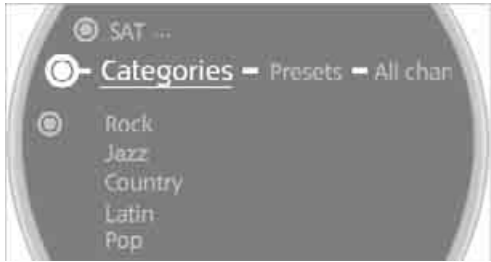 SAT ...
Categories - Presets - All chan
Rock
Jazz
Country
Latin
Pop